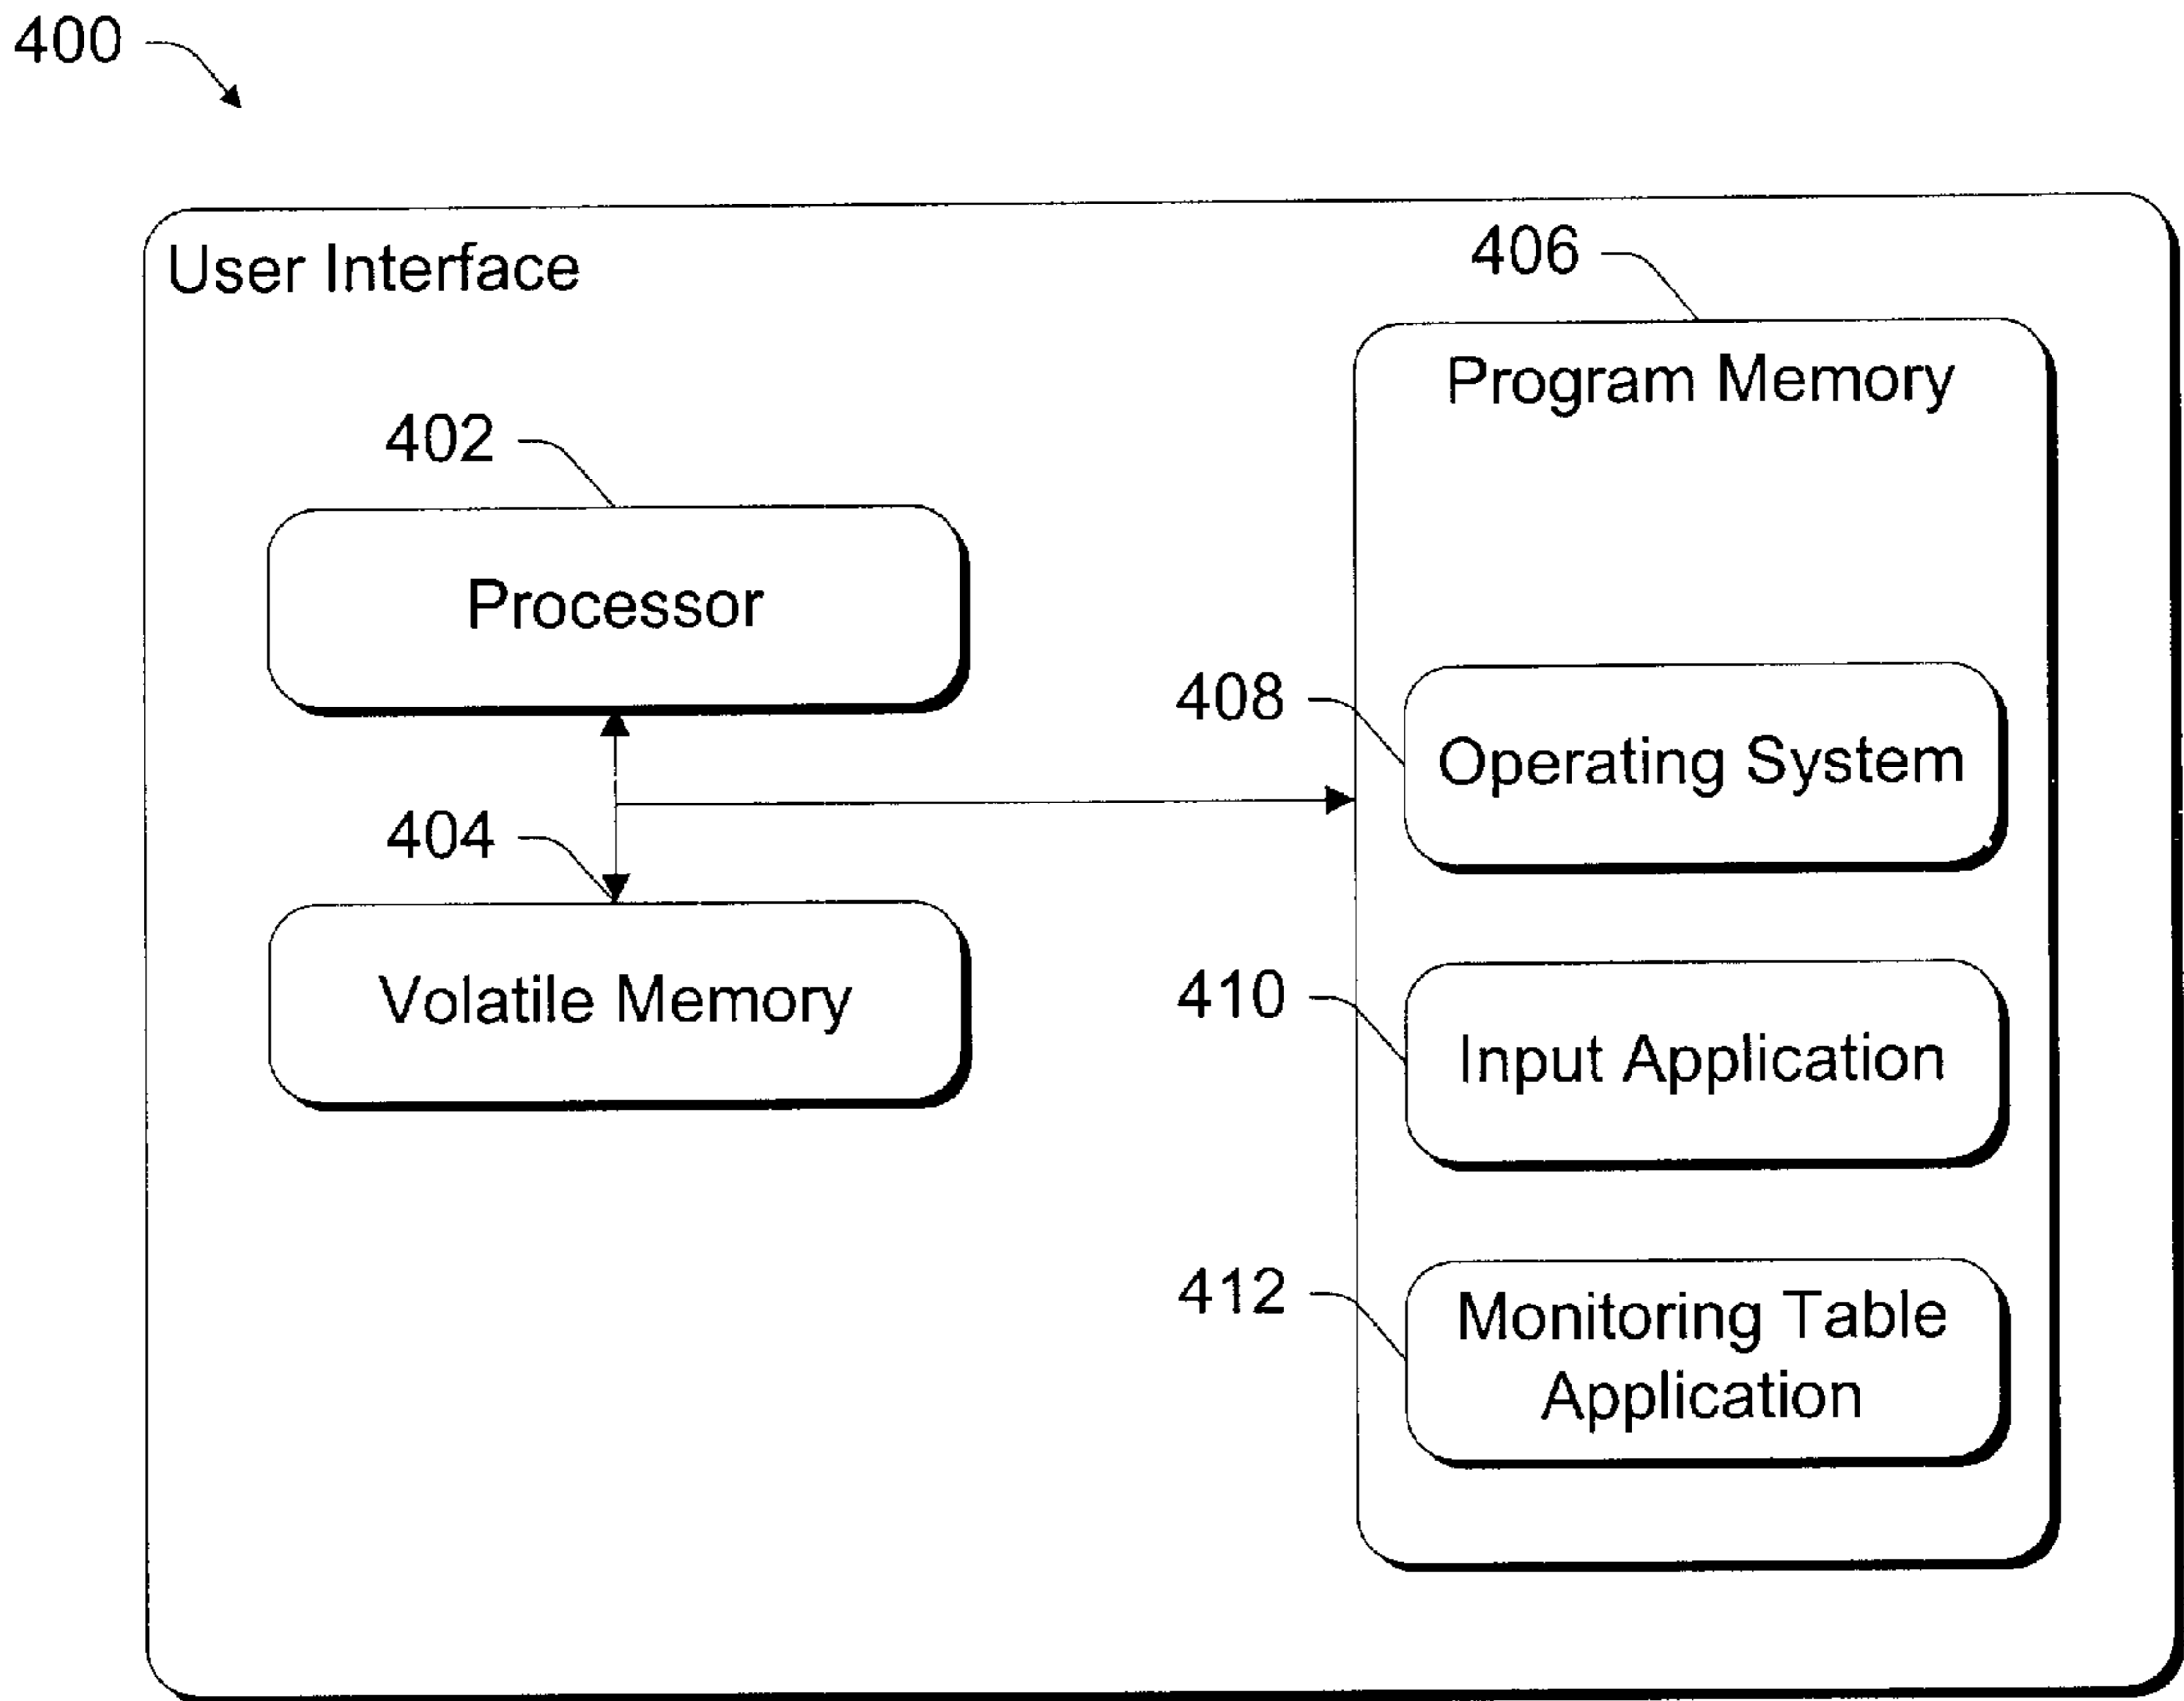 400
User Interface
406
Program Memory
402
Processor
408
Operating System
404
Volatile Memory
410
Input Application
412
Monitoring Table
Application